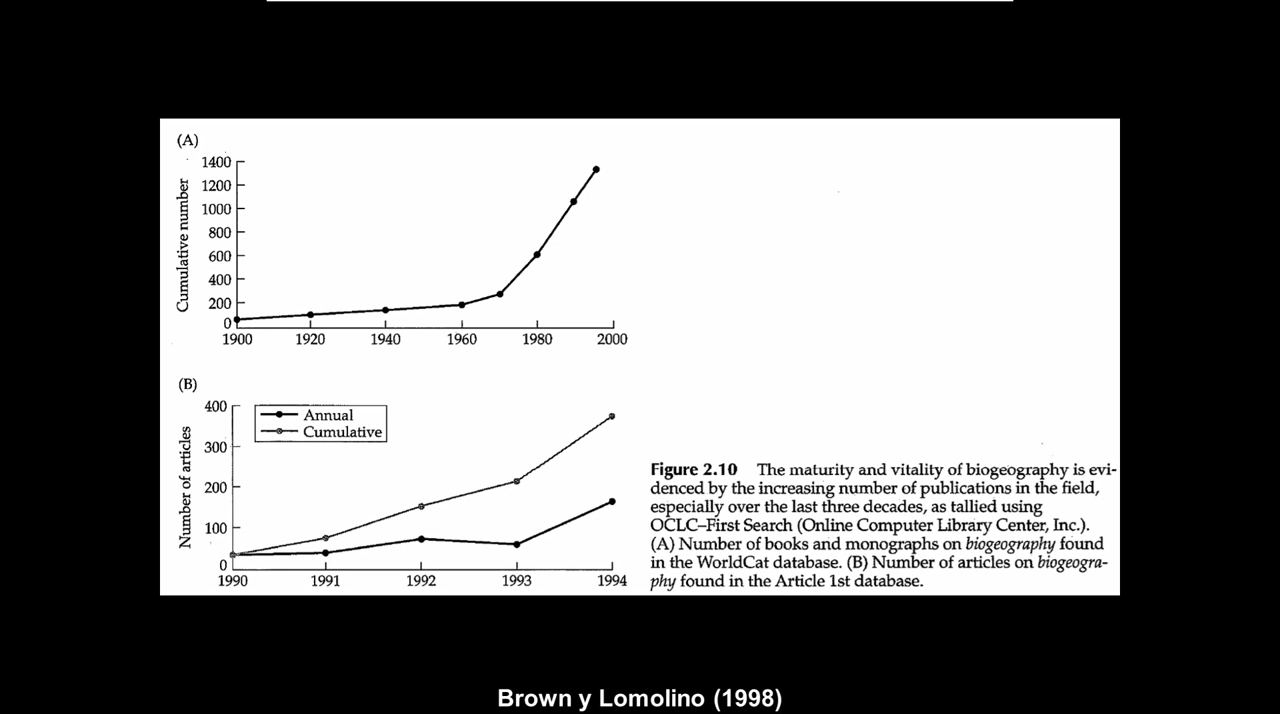 (A)
1400
1200
1000
800
600
400
200
0
Cumulative number
1900 1920 1940 1960 1980 2000
(B)
400
300
200
100
0
Number of articles
Annual
Cumulative
1990 1991 1992 1993 1994
Figure 2.10 The maturity and vitality of biogeography is evi-
denced by the increasing number of publications in the field,
especially over the last three decades, as tallied using
OCLC–First Search (Online Computer Library Center, Inc.).
(A) Number of books and monographs on biogeography found
in the WorldCat database. (B) Number of articles on biogeogra-
phy found in the Article 1st database.
Brown y Lomolino (1998)